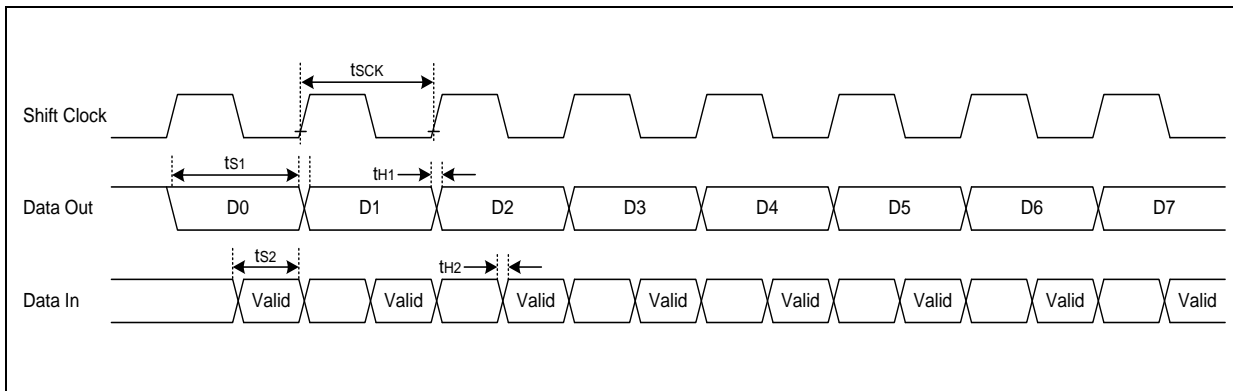 tSCK
Shift Clock
tS1
tH1
Data Out D0 D1 D2 D3 D4 D5 D6 D7
tS2
tH2
Data In Valid Valid Valid Valid Valid Valid Valid Valid